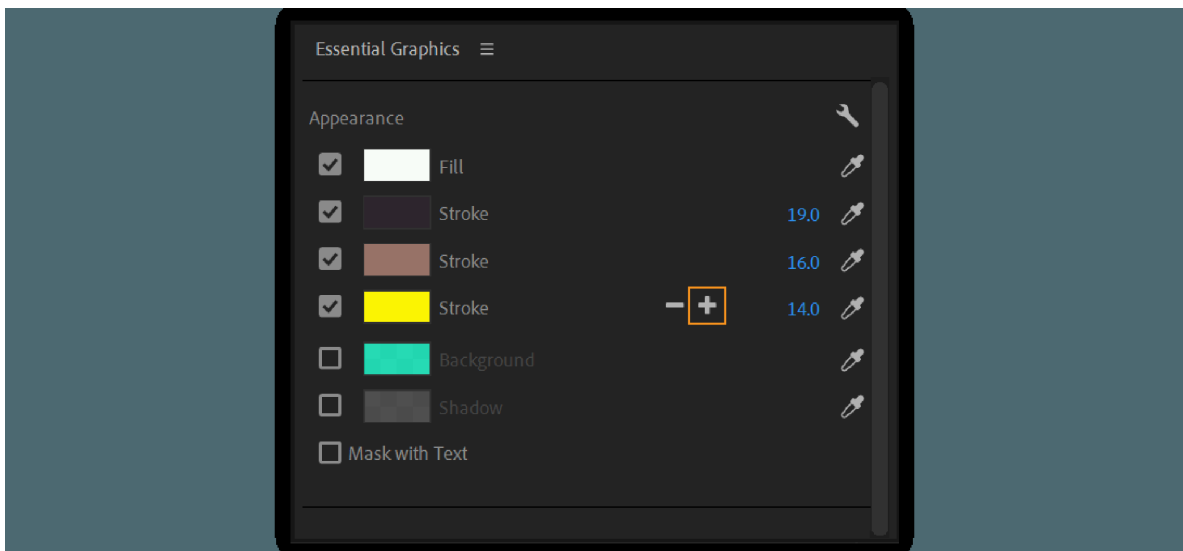 Essential Graphics
Appearance
Fill
Stroke 19.0
Stroke 16.0
Stroke 14.0
Background
Shadow
Mask with Text